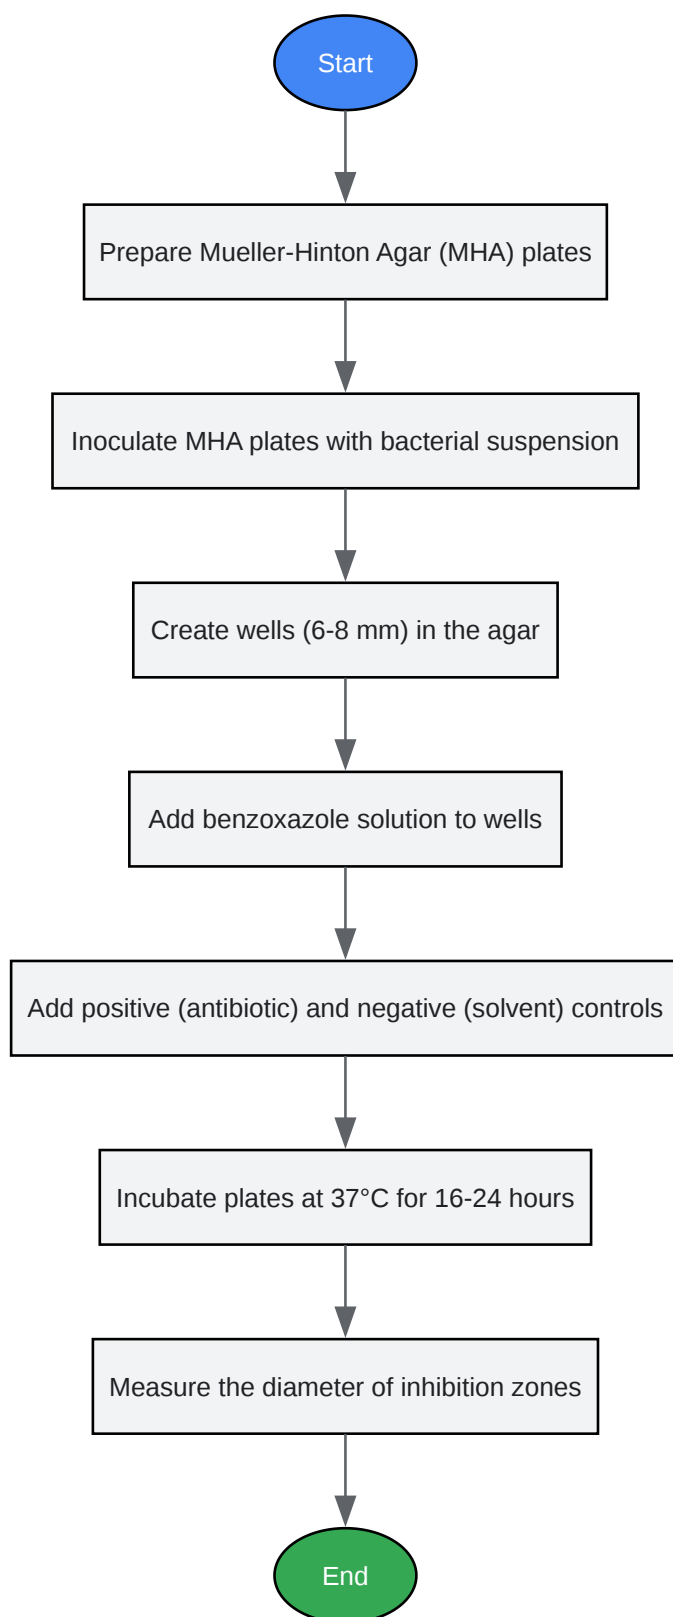 Start
Prepare Mueller-Hinton Agar (MHA) plates
Inoculate MHA plates with bacterial suspension
Create wells (6-8 mm) in the agar
Add benzoxazole solution to wells
Add positive (antibiotic) and negative (solvent) controls
Incubate plates at 37°C for 16-24 hours
Measure the diameter of inhibition zones
End